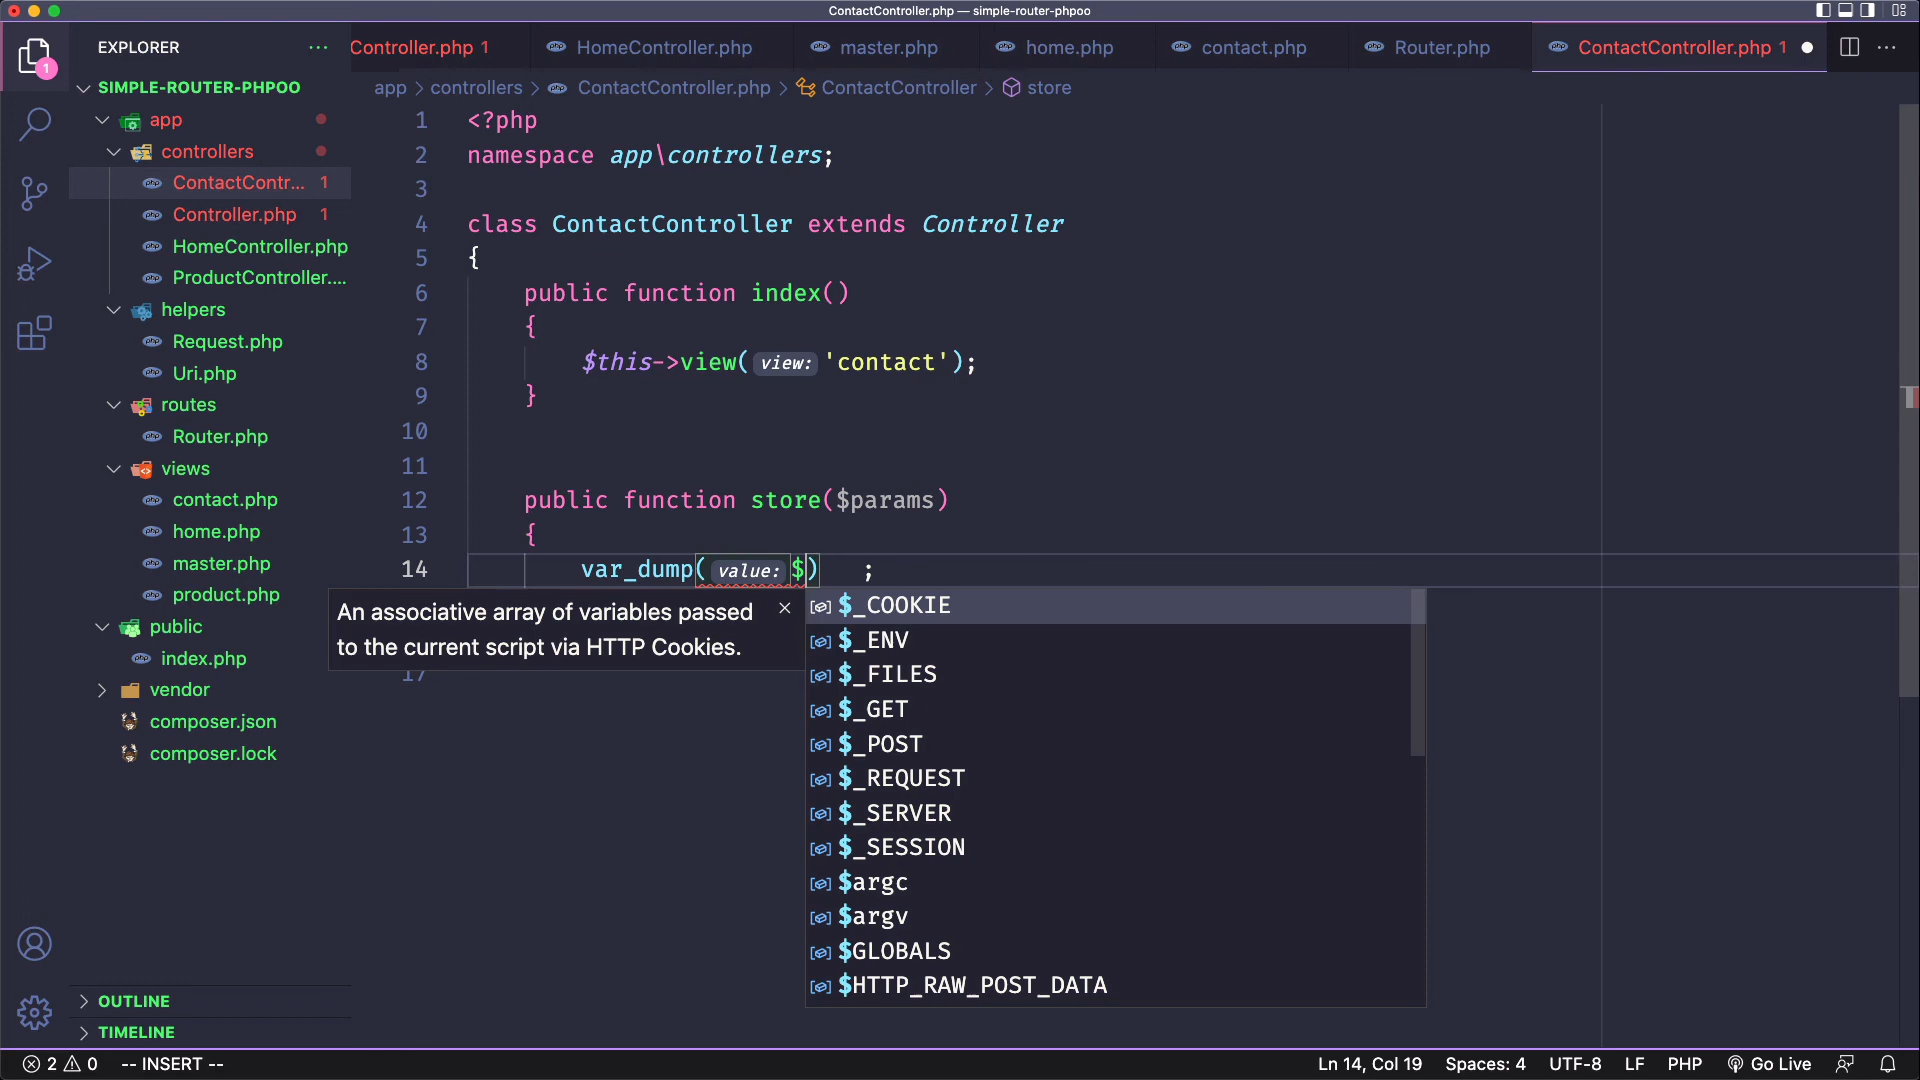 ContactController.php — simple-router-phpoo
EXPLORER
Controller.php 1
HomeController.php
master.php
home.php
contact.php
Router.php
ContactController.php 1
1
SIMPLE-ROUTER-PHPOO
app
controllers
ContactContr... 1
Controller.php 1
HomeController.php
ProductController....
helpers
Request.php
Uri.php
routes
Router.php
views
contact.php
home.php
master.php
product.php
public
index.php
vendor
composer.json
composer.lock
OUTLINE
TIMELINE
app > controllers > ContactController.php > ContactController > store
1 <?php
2 namespace app\controllers;
3
4 class ContactController extends Controller
5 {
6 public function index()
7 {
8 $this->view(view: 'contact');
9 }
10
11
12 public function store($params)
13 {
14 var_dump(value: $) ;
17
An associative array of variables passed
to the current script via HTTP Cookies.
$_COOKIE
$_ENV
$_FILES
$_GET
$_POST
$_REQUEST
$_SERVER
$_SESSION
$argc
$argv
$GLOBALS
$HTTP_RAW_POST_DATA
2 0 -- INSERT --
Ln 14, Col 19 Spaces: 4 UTF-8 LF PHP Go Live